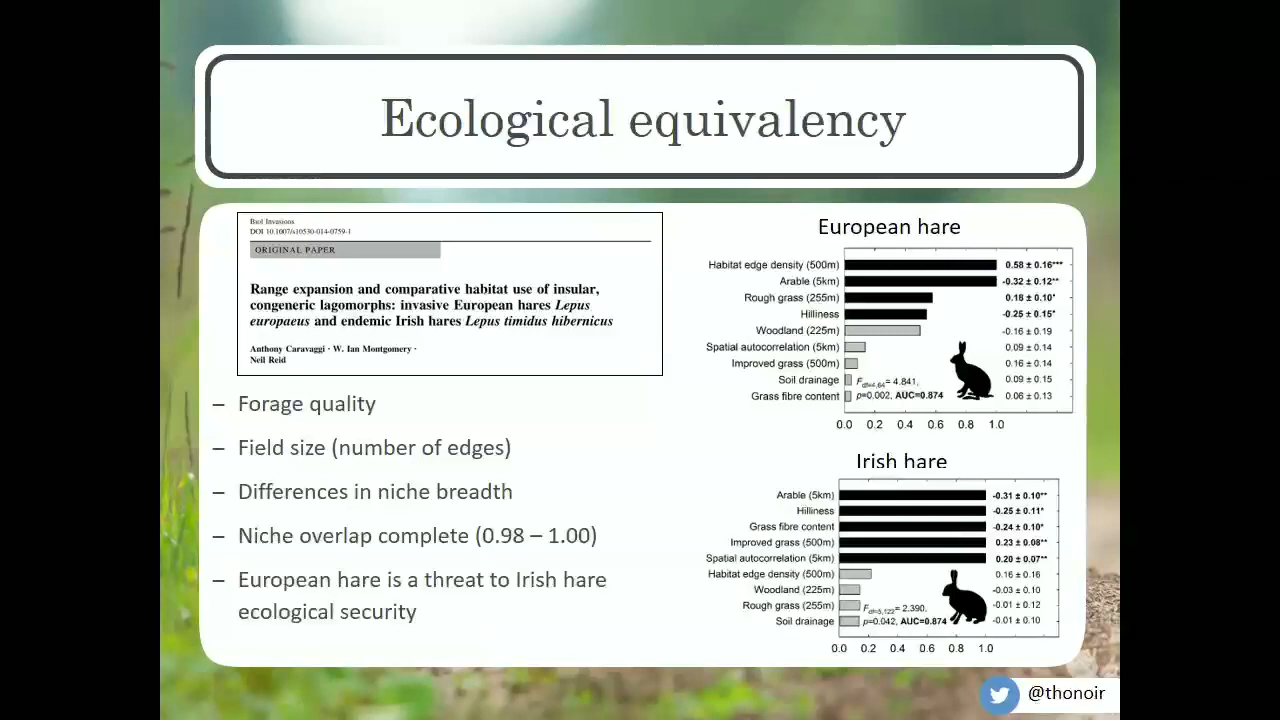 Ecological equivalency
Biol Invasions
DOI 10.1007/s10530-014-0759-1
ORIGINAL PAPER
Range expansion and comparative habitat use of insular,
congeneric lagomorphs: invasive European hares Lepus
europaeus and endemic Irish hares Lepus timidus hibernicus
Anthony Caravaggi · W. Ian Montgomery ·
Neil Reid
– Forage quality
– Field size (number of edges)
– Differences in niche breadth
– Niche overlap complete (0.98 – 1.00)
– European hare is a threat to Irish hare
ecological security
European hare
Habitat edge density (500m) 0.58 ± 0.16***
Arable (5km) -0.32 ± 0.12**
Rough grass (255m) 0.18 ± 0.10*
Hilliness -0.25 ± 0.15*
Woodland (225m) -0.16 ± 0.19
Spatial autocorrelation (5km) 0.09 ± 0.14
Improved grass (500m) 0.16 ± 0.14
Soil drainage F df=4,64= 4.841, 0.09 ± 0.15
Grass fibre content p=0.002, AUC=0.874 0.06 ± 0.13
0.0 0.2 0.4 0.6 0.8 1.0
Irish hare
Arable (5km) -0.31 ± 0.10**
Hilliness -0.25 ± 0.11*
Grass fibre content -0.24 ± 0.10*
Improved grass (500m) 0.23 ± 0.08**
Spatial autocorrelation (5km) 0.20 ± 0.07**
Habitat edge density (500m) 0.16 ± 0.16
Woodland (225m) -0.03 ± 0.10
Rough grass (255m) F df=5,122= 2.390, -0.01 ± 0.12
Soil drainage p=0.042, AUC=0.874 -0.01 ± 0.10
0.0 0.2 0.4 0.6 0.8 1.0
@thonoir